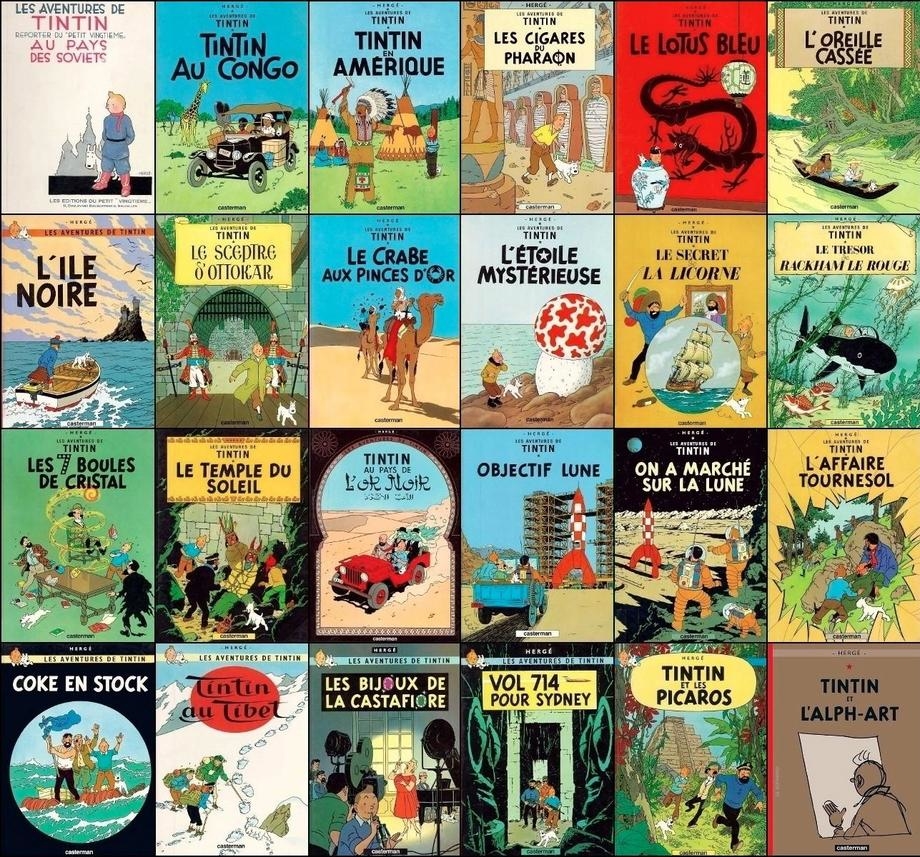 LES AVENTURES DE
TINTIN
REPORTER DU "PETIT VINGTIEME"
AU PAYS
DES SOVIETS
HERGÉ
LES EDITIONS DU PETIT "VINGTIEME"
- HERGÉ -
LES AVENTURES DE
TINTIN
TINTIN
AU CONGO
casterman
- HERGÉ -
LES AVENTURES DE
TINTIN
TINTIN
EN
AMÉRIQUE
casterman
- HERGÉ -
LES AVENTURES DE
TINTIN
LES CIGARES
DU
PHARAON
casterman
- HERGÉ -
LES AVENTURES DE
TINTIN
LE LOTUS BLEU
casterman
- HERGÉ -
LES AVENTURES DE
TINTIN
L'OREILLE
CASSÉE
casterman
- HERGÉ -
LES AVENTURES DE TINTIN
L'ILE
NOIRE
casterman
- HERGÉ -
LES AVENTURES DE
TINTIN
LE SCEPTRE
D'OTTOKAR
casterman
- HERGÉ -
LES AVENTURES DE
TINTIN
LE CRABE
AUX PINCES D'OR
casterman
- HERGÉ -
LES AVENTURES DE
TINTIN
L'ÉTOILE
MYSTÉRIEUSE
casterman
- HERGÉ -
LES AVENTURES DE
TINTIN
LE SECRET
DE
LA LICORNE
casterman
- HERGÉ -
LES AVENTURES DE
TINTIN
LE TRÉSOR
DE
RACKHAM LE ROUGE
casterman
- HERGÉ -
LES AVENTURES DE
TINTIN
LES 7 BOULES
DE CRISTAL
casterman
- HERGÉ -
LES AVENTURES DE
TINTIN
LE TEMPLE DU
SOLEIL
casterman
HERGÉ
LES AVENTURES DE TINTIN
TINTIN
AU PAYS DE
L'OR NOIR
casterman
- HERGÉ -
LES AVENTURES DE
TINTIN
OBJECTIF LUNE
casterman
- HERGÉ -
LES AVENTURES DE
TINTIN
ON A MARCHÉ
SUR LA LUNE
casterman
- HERGÉ -
LES AVENTURES DE
TINTIN
L'AFFAIRE
TOURNESOL
casterman
- HERGÉ -
LES AVENTURES DE TINTIN
COKE EN STOCK
casterman
- HERGÉ -
LES AVENTURES DE TINTIN
Tintin
au Tibet
casterman
- HERGÉ -
LES AVENTURES DE TINTIN
LES BIJOUX DE
LA CASTAFIORE
casterman
- HERGÉ -
LES AVENTURES DE TINTIN
VOL 714
POUR SYDNEY
casterman
HERGÉ
TINTIN
ET LES
PICAROS
casterman
- HERGÉ -
TINTIN
ET
L'ALPH-ART
casterman